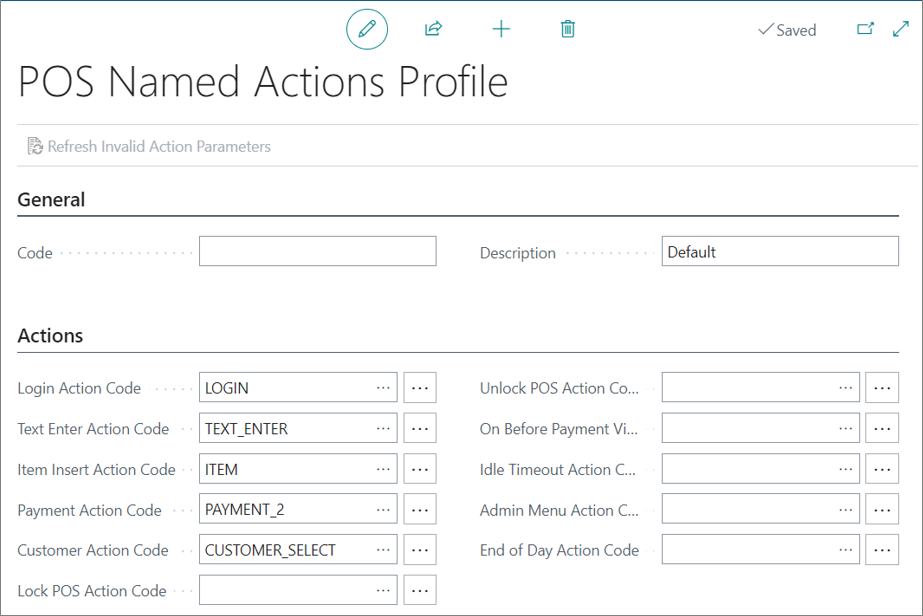 Saved
POS Named Actions Profile
Refresh Invalid Action Parameters
General
Code
Description Default
Actions
Login Action Code LOGIN
Unlock POS Action Co...
Text Enter Action Code TEXT_ENTER
On Before Payment Vi...
Item Insert Action Code ITEM
Idle Timeout Action C...
Payment Action Code PAYMENT_2
Admin Menu Action C...
Customer Action Code CUSTOMER_SELECT
End of Day Action Code
Lock POS Action Code